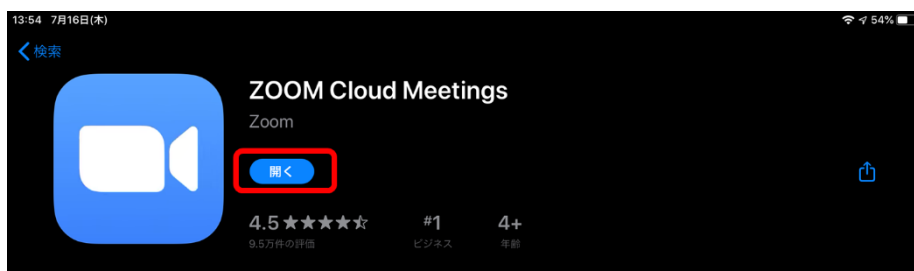 13:54 7月16日(木) 54%
検索
ZOOM Cloud Meetings
Zoom
開く
4.5★★★★⯪ #1 4+
9.5万件の評価 ビジネス 年齢